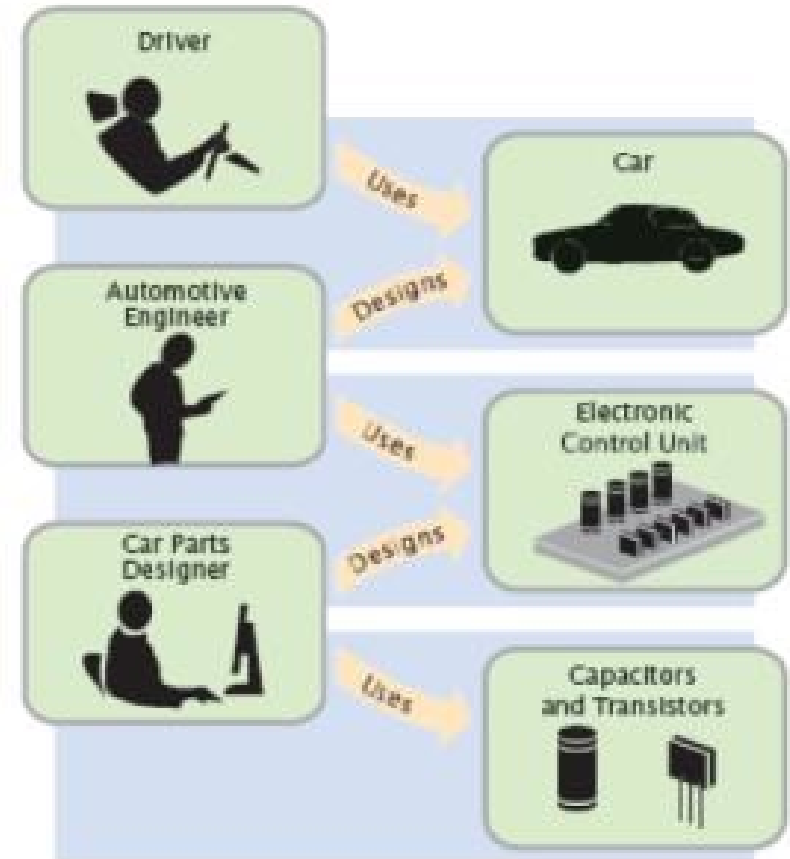 Driver
Uses
Car
Designs
Automotive
Engineer
Uses
Electronic
Control Unit
Designs
Car Parts
Designer
Uses
Capacitors
and Transistors